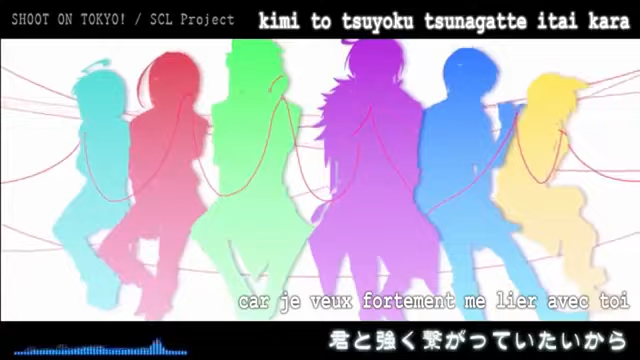 SHOOT ON TOKYO! / SCL Project
kimi to tsuyoku tsunagatte itai kara
car je veux fortement me lier avec toi
君と強く繋がっていたいから